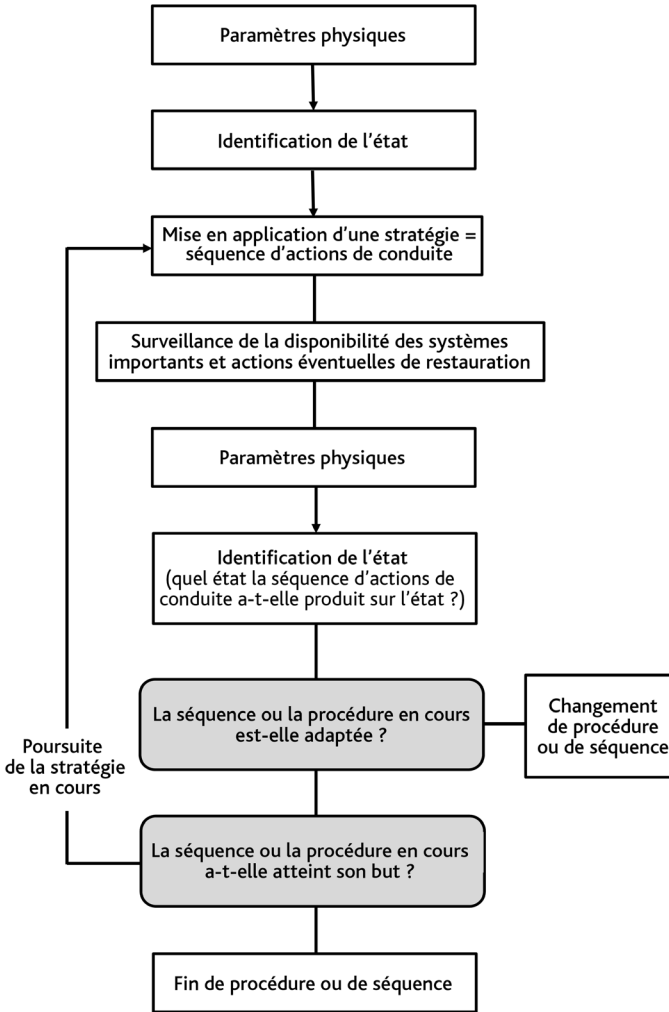 Paramètres physiques
Identification de l'état
Mise en application d'une stratégie =
séquence d'actions de conduite
Surveillance de la disponibilité des systèmes
importants et actions éventuelles de restauration
Paramètres physiques
Identification de l'état
(quel état la séquence d'actions de
conduite a-t-elle produit sur l'état ?)
La séquence ou la procédure en cours
est-elle adaptée ?
Changement
de procédure
ou de séquence
Poursuite
de la stratégie
en cours
La séquence ou la procédure en cours
a-t-elle atteint son but ?
Fin de procédure ou de séquence